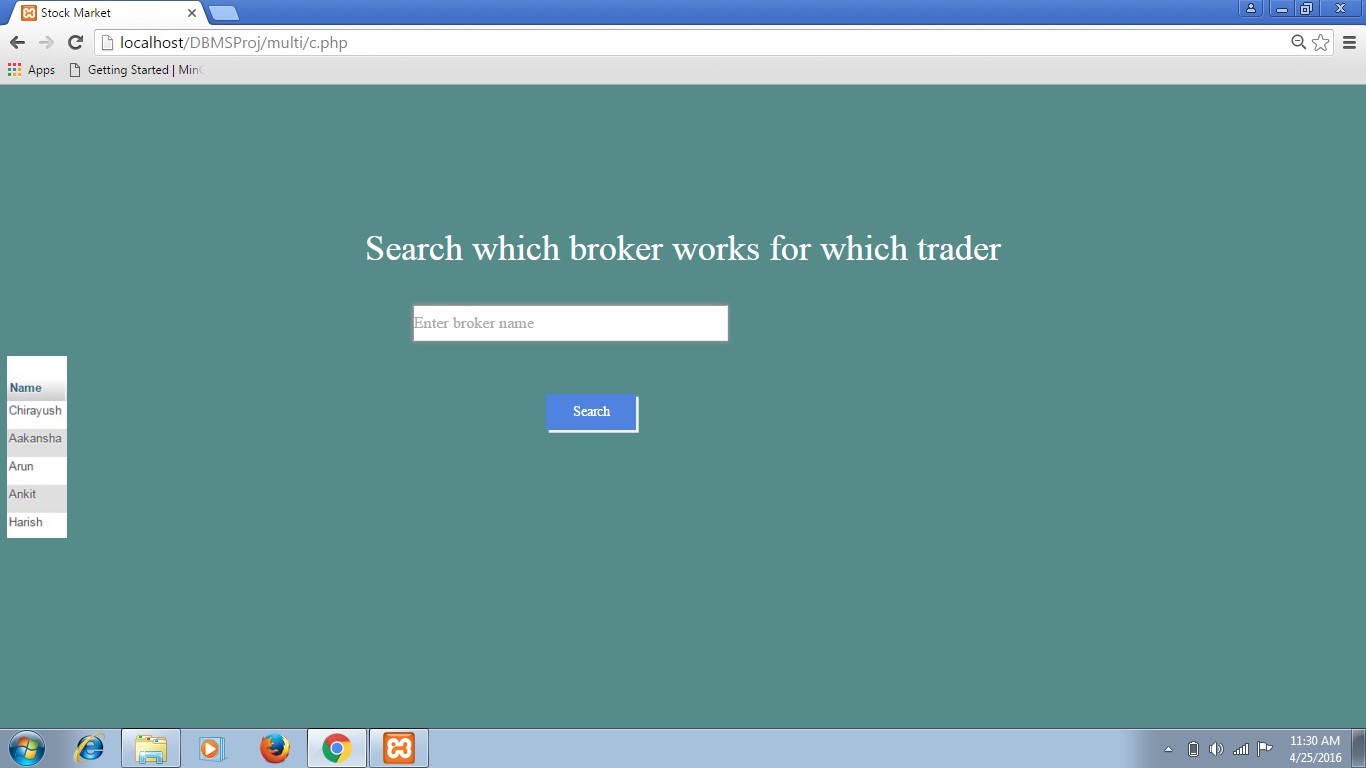 Stock Market
localhost/DBMSProj/multi/c.php
Apps
Getting Started | Min
Search which broker works for which trader
Enter broker name
Search
Name
Chirayush
Aakansha
Arun
Ankit
Harish
11:30 AM
4/25/2016